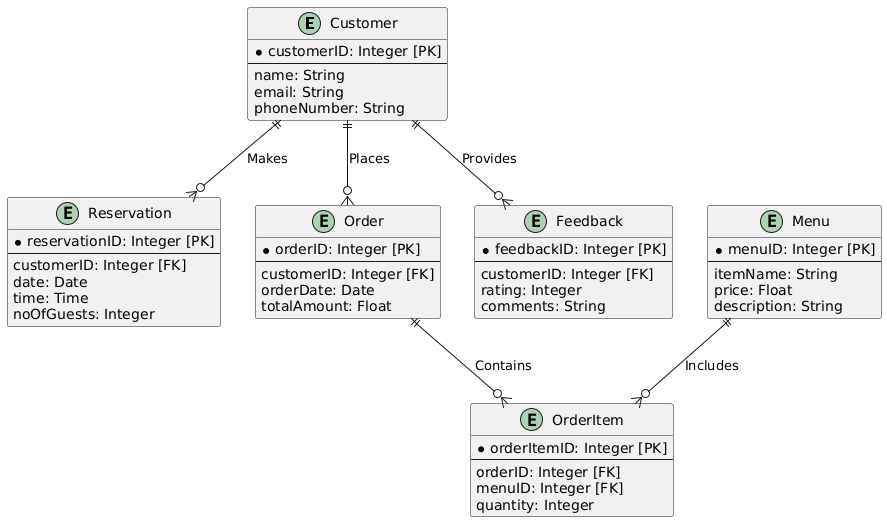 E Customer
* customerID: Integer [PK]
name: String
email: String
phoneNumber: String
Makes
Places
Provides
E Reservation
* reservationID: Integer [PK]
customerID: Integer [FK]
date: Date
time: Time
noOfGuests: Integer
E Order
* orderID: Integer [PK]
customerID: Integer [FK]
orderDate: Date
totalAmount: Float
E Feedback
* feedbackID: Integer [PK]
customerID: Integer [FK]
rating: Integer
comments: String
E Menu
* menuID: Integer [PK]
itemName: String
price: Float
description: String
Contains
Includes
E OrderItem
* orderItemID: Integer [PK]
orderID: Integer [FK]
menuID: Integer [FK]
quantity: Integer